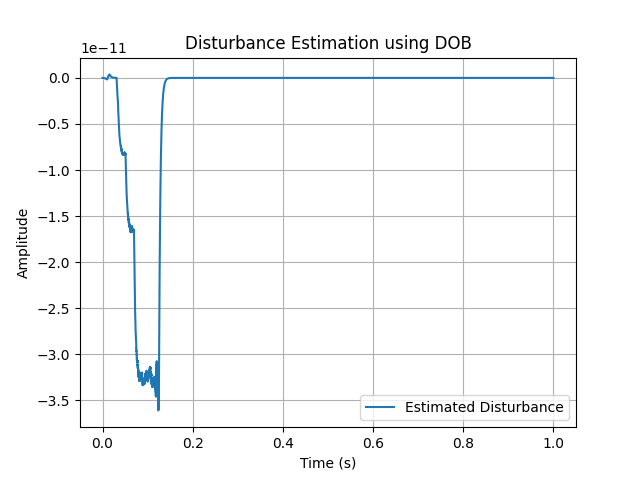 Disturbance Estimation using DOB
1e−11
0.0
−0.5
−1.0
−1.5
−2.0
−2.5
−3.0
−3.5
Amplitude
Estimated Disturbance
0.0 0.2 0.4 0.6 0.8 1.0
Time (s)